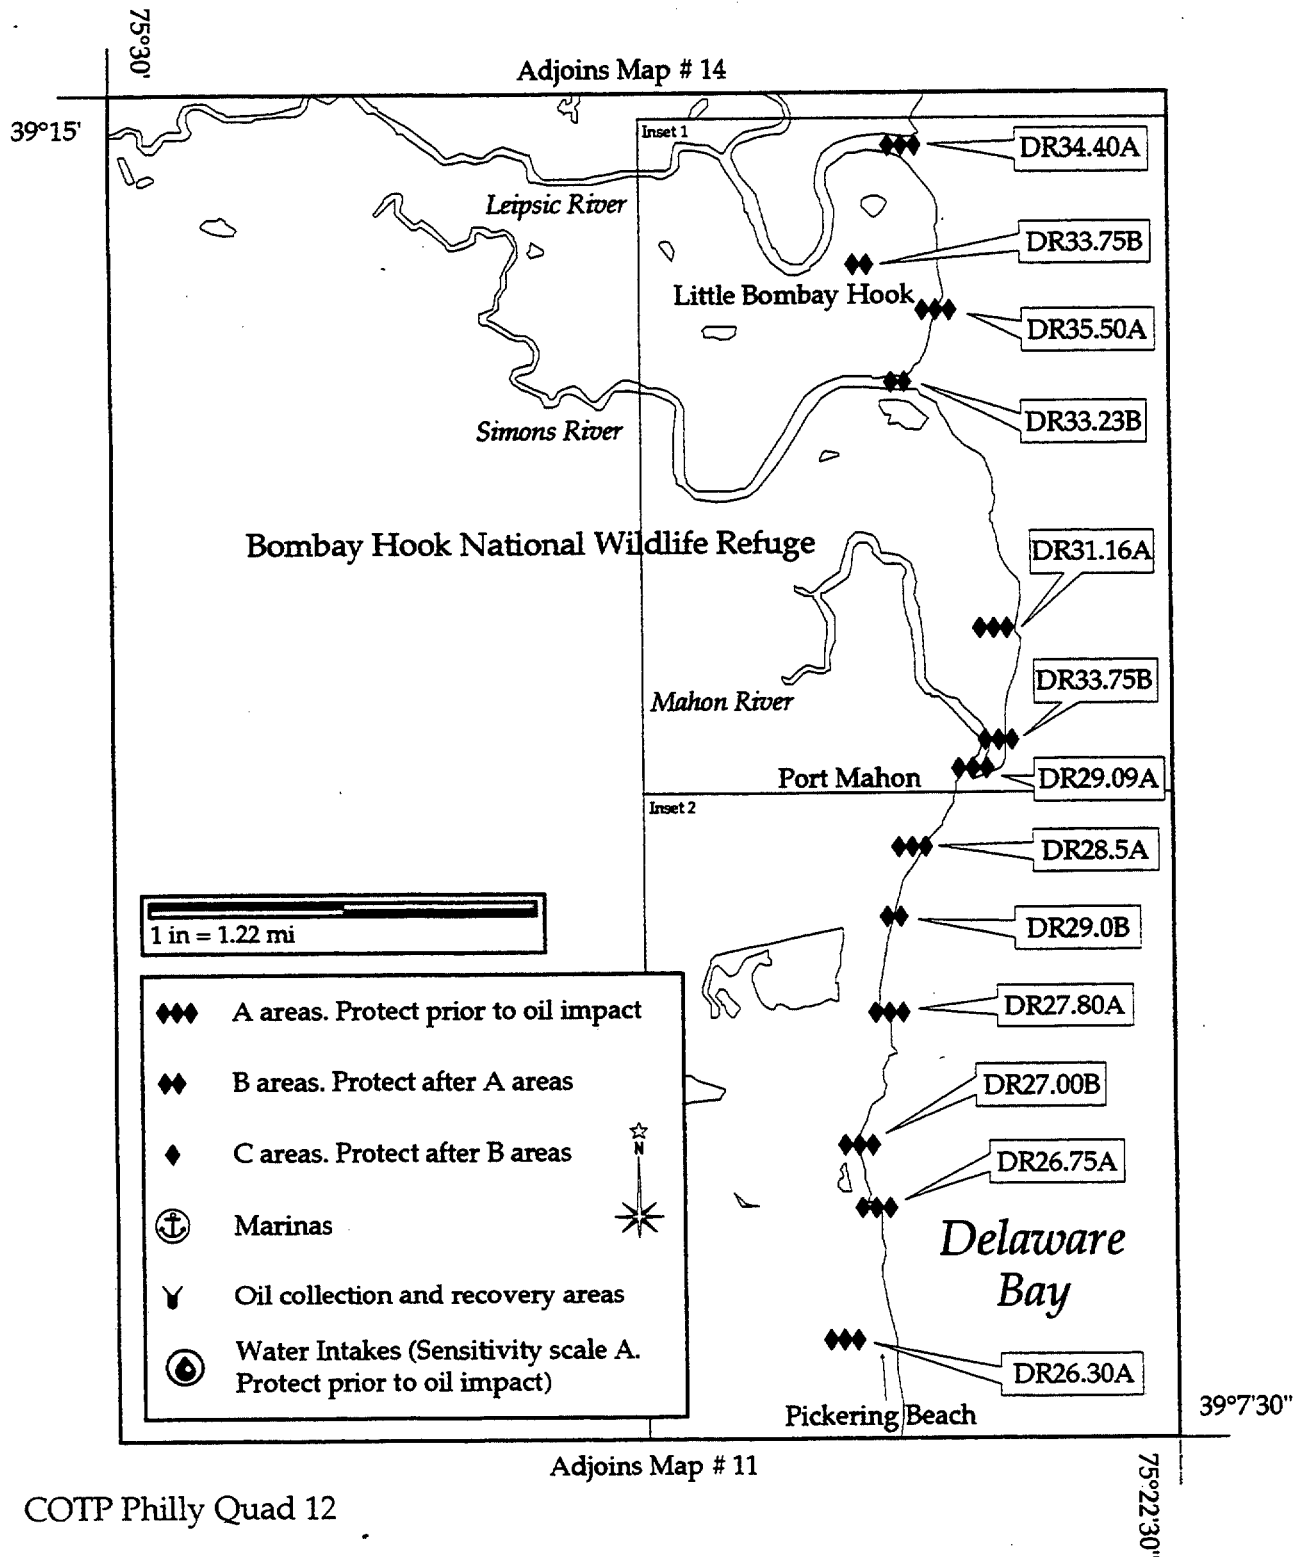 75°30'
Adjoins Map # 14
39°15'
Inset 1
DR34.40A
Leipsic River
DR33.75B
Little Bombay Hook
DR35.50A
DR33.23B
Simons River
Bombay Hook National Wildlife Refuge
DR31.16A
DR33.75B
Mahon River
Port Mahon
DR29.09A
Inset 2
DR28.5A
DR29.0B
1 in = 1.22 mi
DR27.80A
A areas. Protect prior to oil impact
B areas. Protect after A areas
DR27.00B
C areas. Protect after B areas
N
DR26.75A
Marinas
Delaware
Bay
Oil collection and recovery areas
Water Intakes (Sensitivity scale A.
Protect prior to oil impact)
DR26.30A
Pickering Beach
39°7'30"
Adjoins Map # 11
75°22'30"
COTP Philly Quad 12